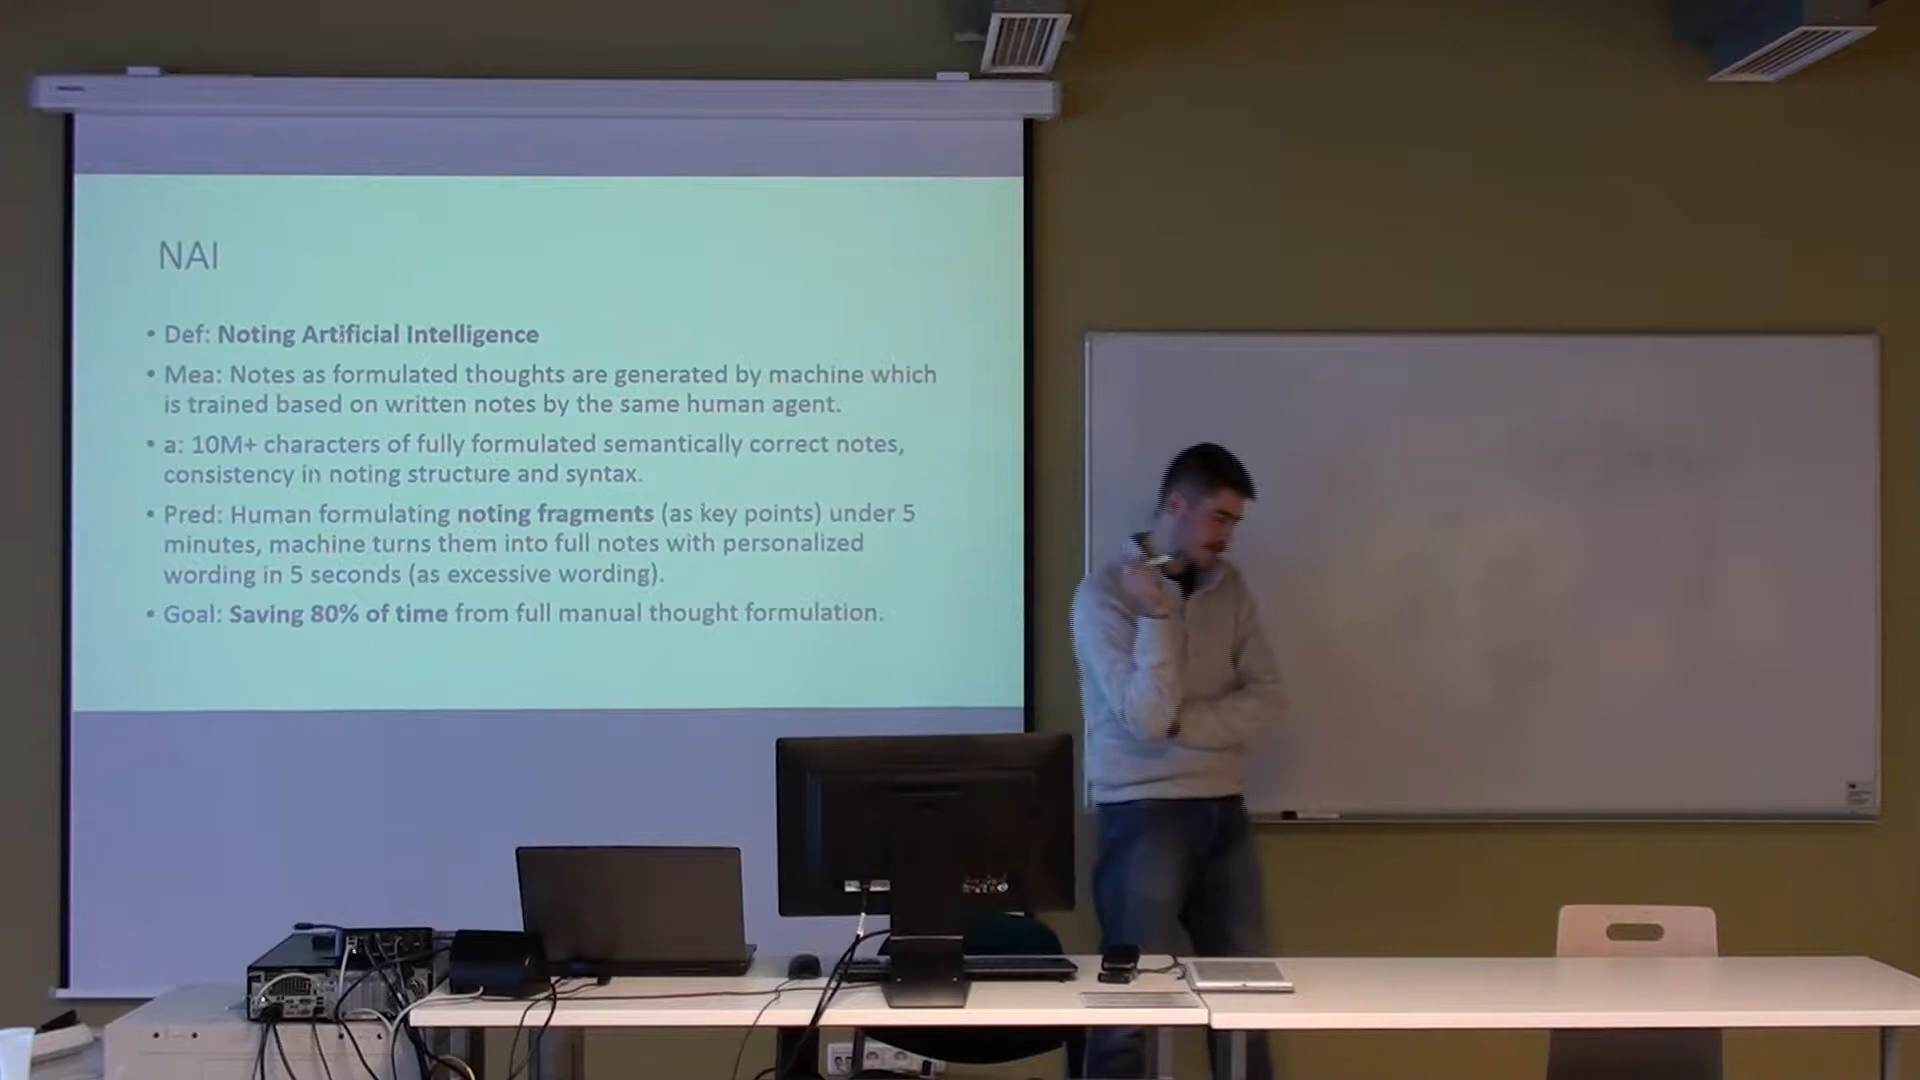 NAI
• Def: Noting Artificial Intelligence
• Mea: Notes as formulated thoughts are generated by machine which
is trained based on written notes by the same human agent.
• a: 10M+ characters of fully formulated semantically correct notes,
consistency in noting structure and syntax.
• Pred: Human formulating noting fragments (as key points) under 5
minutes, machine turns them into full notes with personalized
wording in 5 seconds (as excessive wording).
• Goal: Saving 80% of time from full manual thought formulation.